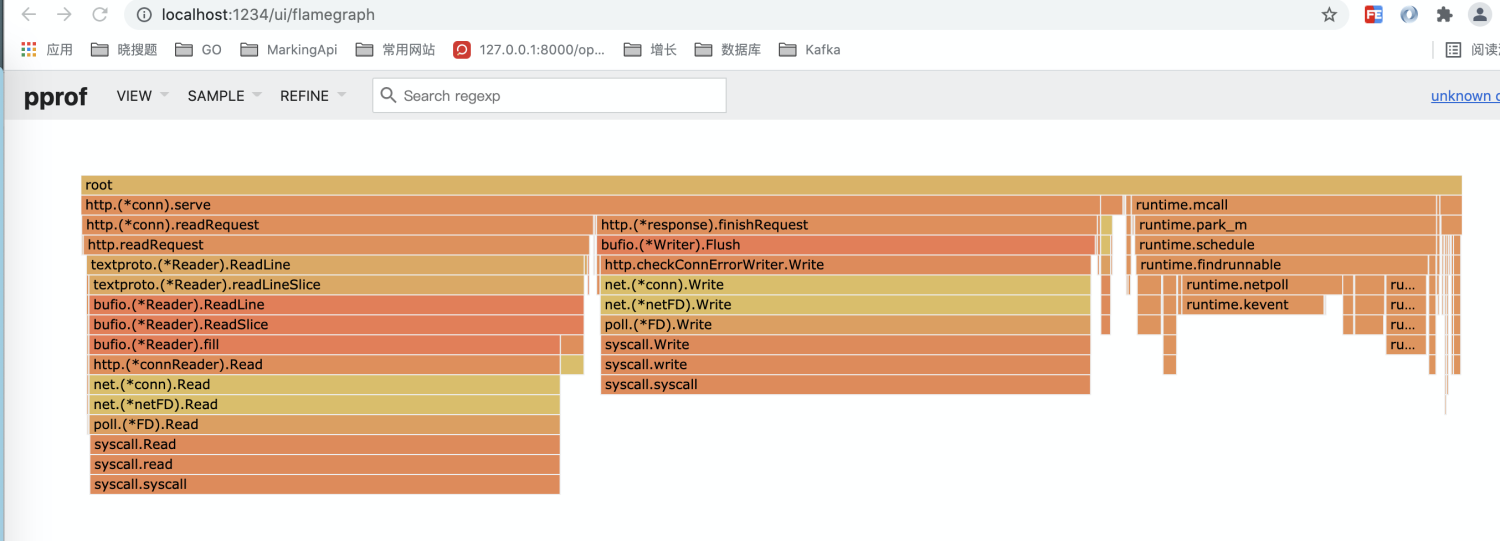 localhost:1234/ui/flamegraph
应用 晓搜题 GO MarkingApi 常用网站 127.0.0.1:8000/op... 增长 数据库 Kafka 阅读
pprof VIEW SAMPLE REFINE Search regexp unknown
root
http.(*conn).serve runtime.mcall
http.(*conn).readRequest http.(*response).finishRequest runtime.park_m
http.readRequest bufio.(*Writer).Flush runtime.schedule
textproto.(*Reader).ReadLine http.checkConnErrorWriter.Write runtime.findrunnable
textproto.(*Reader).readLineSlice net.(*conn).Write runtime.netpoll ru...
bufio.(*Reader).ReadLine net.(*netFD).Write runtime.kevent ru...
bufio.(*Reader).ReadSlice poll.(*FD).Write ru...
bufio.(*Reader).fill syscall.Write ru...
http.(*connReader).Read syscall.write
net.(*conn).Read syscall.syscall
net.(*netFD).Read
poll.(*FD).Read
syscall.Read
syscall.read
syscall.syscall